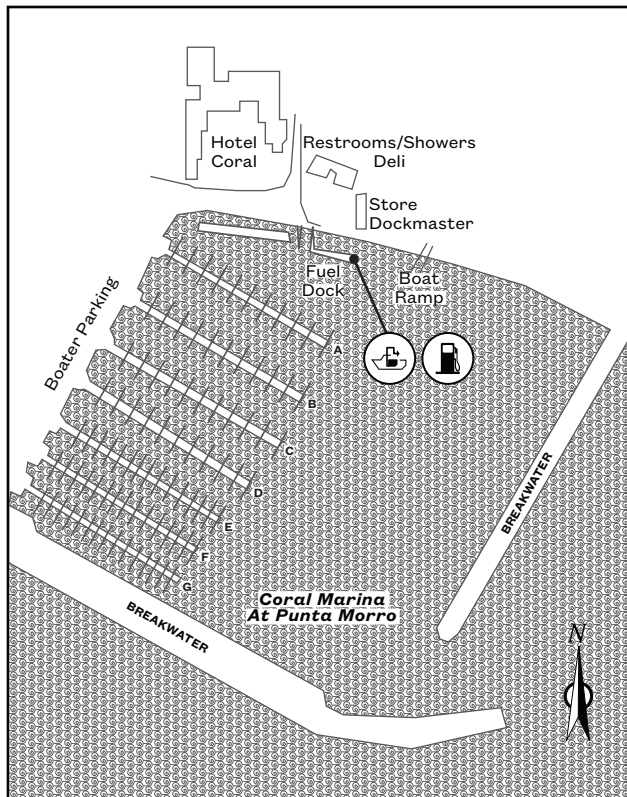 Hotel
Coral
Restrooms/Showers
Deli
Store
Dockmaster
Fuel
Dock
Boat
Ramp
Boater Parking
A
B
C
D
E
F
G
BREAKWATER
BREAKWATER
Coral Marina
At Punta Morro
N